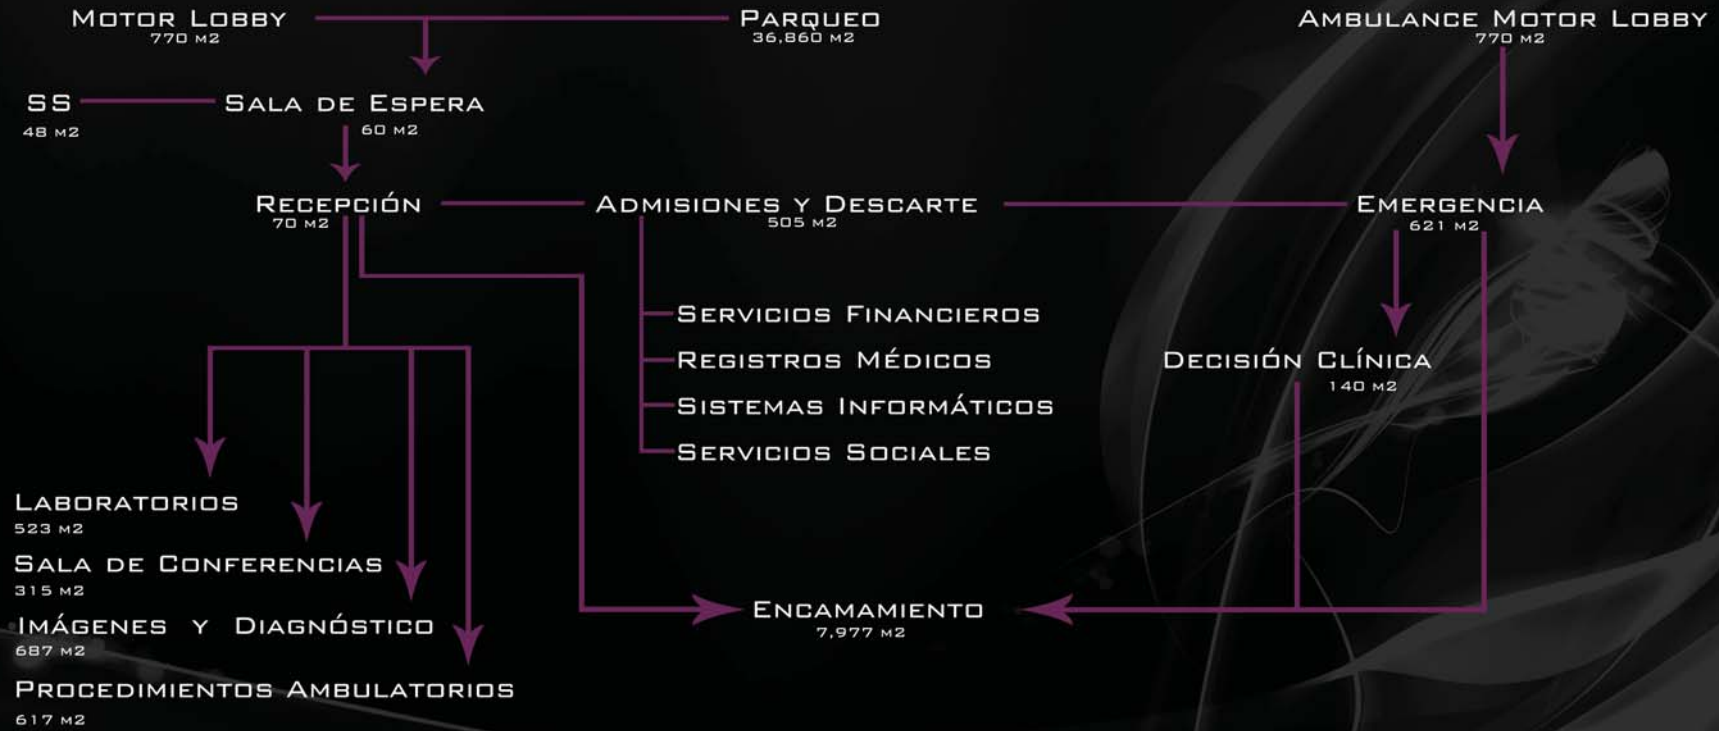 Motor Lobby
770 m2
Parqueo
36,860 m2
Ambulance Motor Lobby
770 m2
SS
48 m2
Sala de Espera
60 m2
Recepción
70 m2
Admisiones y Descarte
505 m2
Emergencia
621 m2
Servicios Financieros
Registros Médicos
Sistemas Informáticos
Servicios Sociales
Decisión Clínica
140 m2
Laboratorios
523 m2
Sala de Conferencias
315 m2
Imágenes y Diagnóstico
687 m2
Procedimientos Ambulatorios
617 m2
Encamamiento
7,977 m2